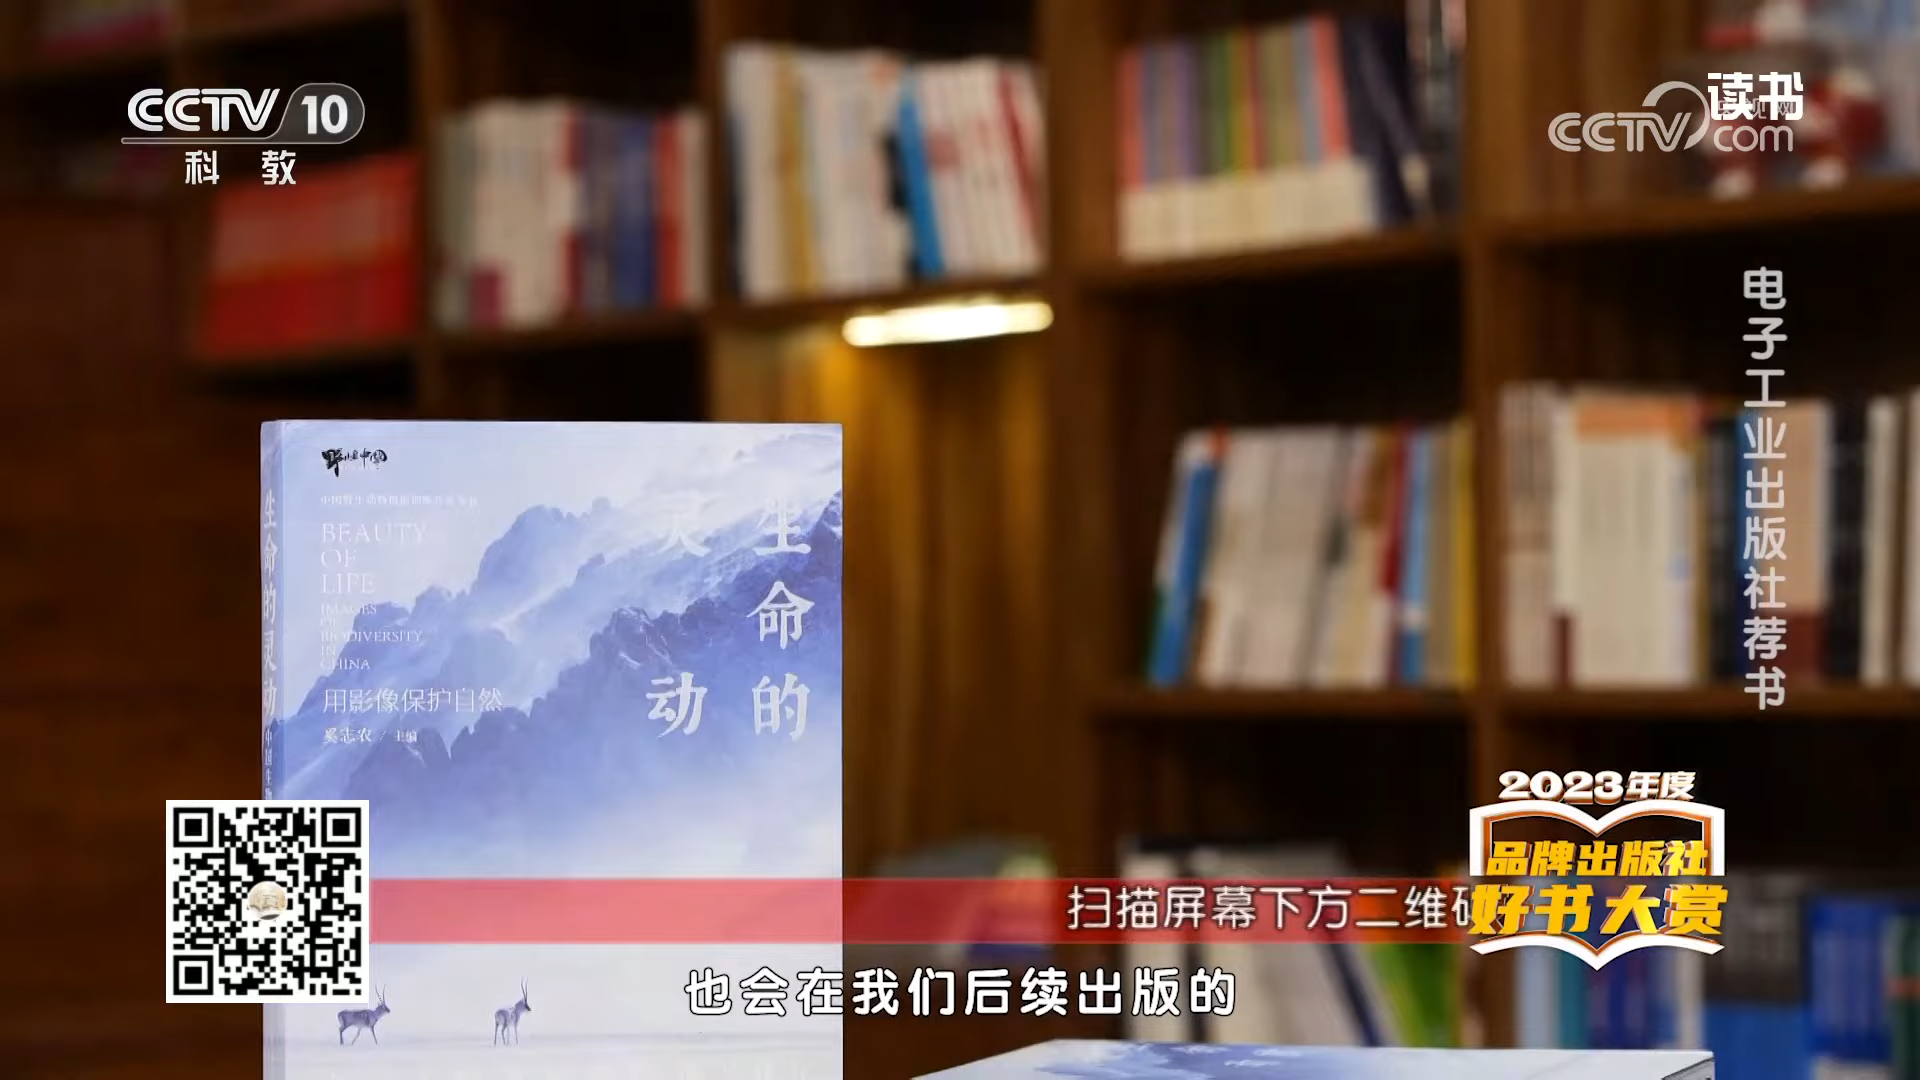 CCTV 10
科 教
读书
CCTV com
电子工业出版社荐书
野性中国
BEAUTY
OF
LIFE
IMAGES
OF
BIODIVERSITY
IN
CHINA
用影像保护自然
奚志农 / 主编
生命的
灵动
生命的灵动
2023年度
品牌出版社
好书大赏
扫描屏幕下方二维码
也会在我们后续出版的